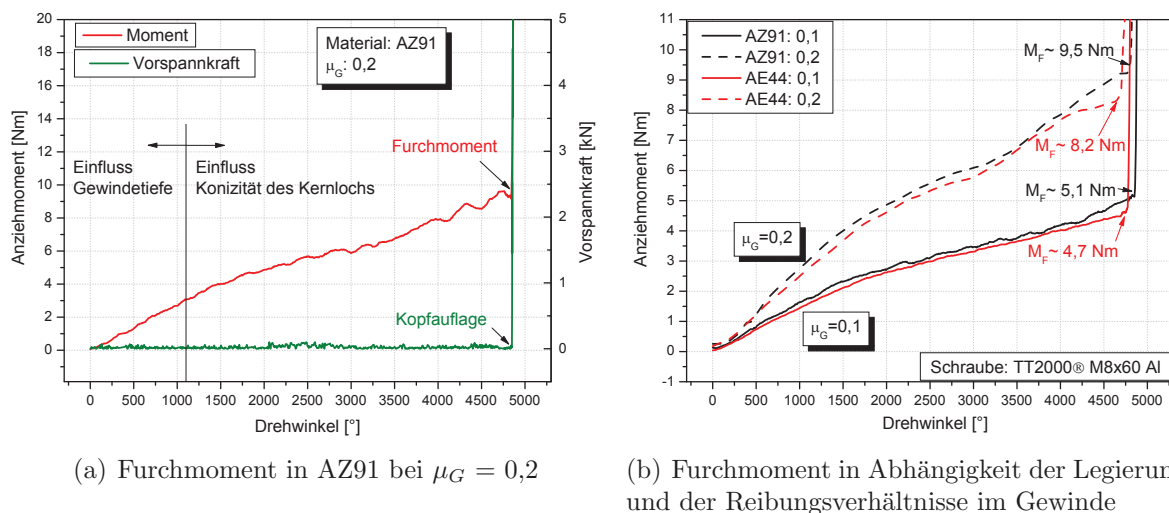 20
18
16
14
12
10
8
6
4
2
0
Anziehmoment [Nm]
Moment
Vorspannkraft
Material: AZ91
μG: 0,2
Einfluss
Gewindetiefe
Einfluss
Konizität des Kernlochs
Furchmoment
Kopfauflage
5
4
3
2
1
0
Vorspannkraft [kN]
0 500 1000 1500 2000 2500 3000 3500 4000 4500 5000
Drehwinkel [°]
(a) Furchmoment in AZ91 bei μG = 0,2
11
10
9
8
7
6
5
4
3
2
1
0
-1
Anziehmoment [Nm]
AZ91: 0,1
AZ91: 0,2
AE44: 0,1
AE44: 0,2
MF~ 9,5 Nm
MF~ 8,2 Nm
MF~ 5,1 Nm
MF~ 4,7 Nm
μG=0,2
μG=0,1
Schraube: TT2000® M8x60 Al
0 500 1000 1500 2000 2500 3000 3500 4000 4500 5000
Drehwinkel [°]
(b) Furchmoment in Abhängigkeit der Legierun
und der Reibungsverhältnisse im Gewinde